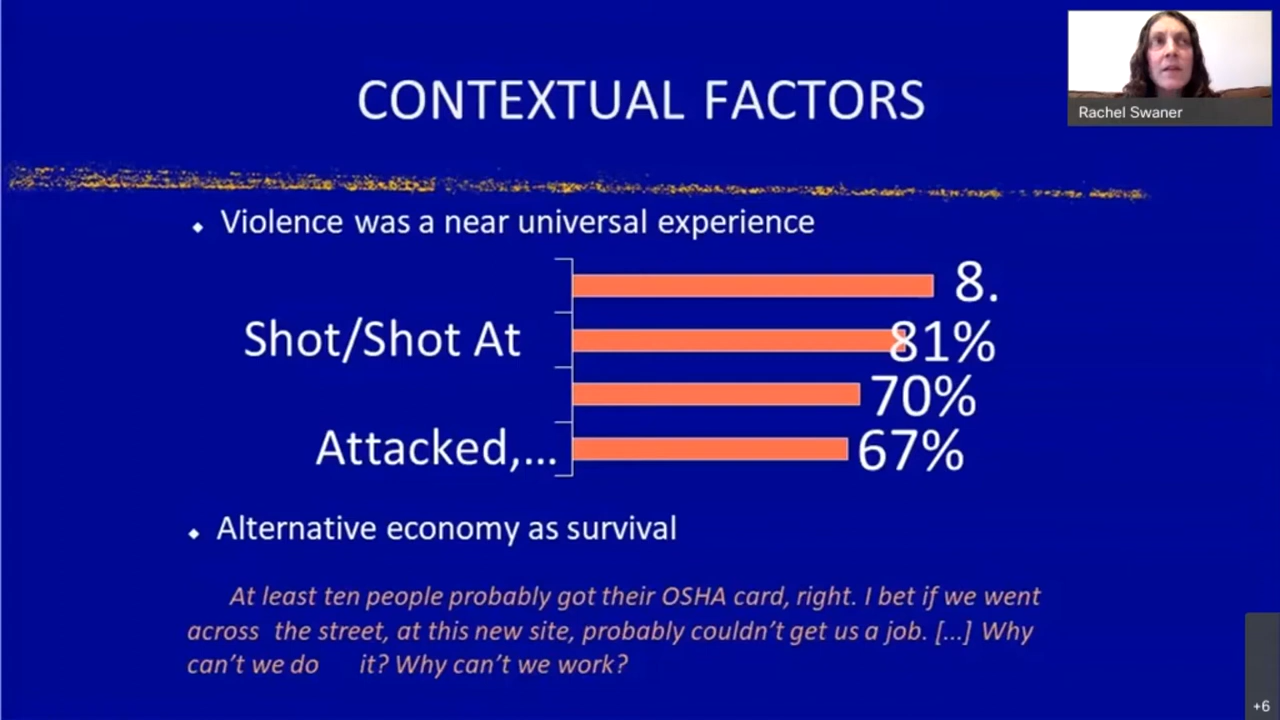 CONTEXTUAL FACTORS
Rachel Swaner
Violence was a near universal experience
8.
Shot/Shot At 81%
70%
Attacked,... 67%
Alternative economy as survival
At least ten people probably got their OSHA card, right. I bet if we went
across the street, at this new site, probably couldn't get us a job. [...] Why
can't we do it? Why can't we work?
+6